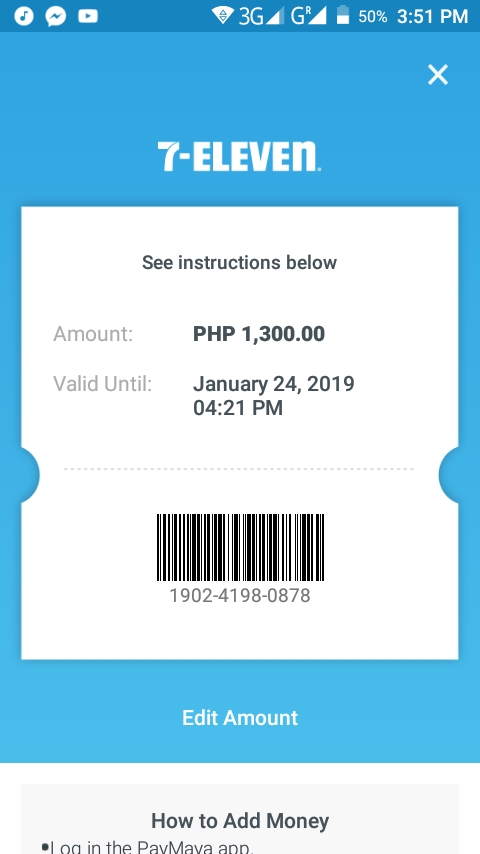 3G GR 50% 3:51 PM
7-ELEVEn.
See instructions below
Amount: PHP 1,300.00
Valid Until: January 24, 2019
04:21 PM
1902-4198-0878
Edit Amount
How to Add Money
•Log in the PayMaya app.